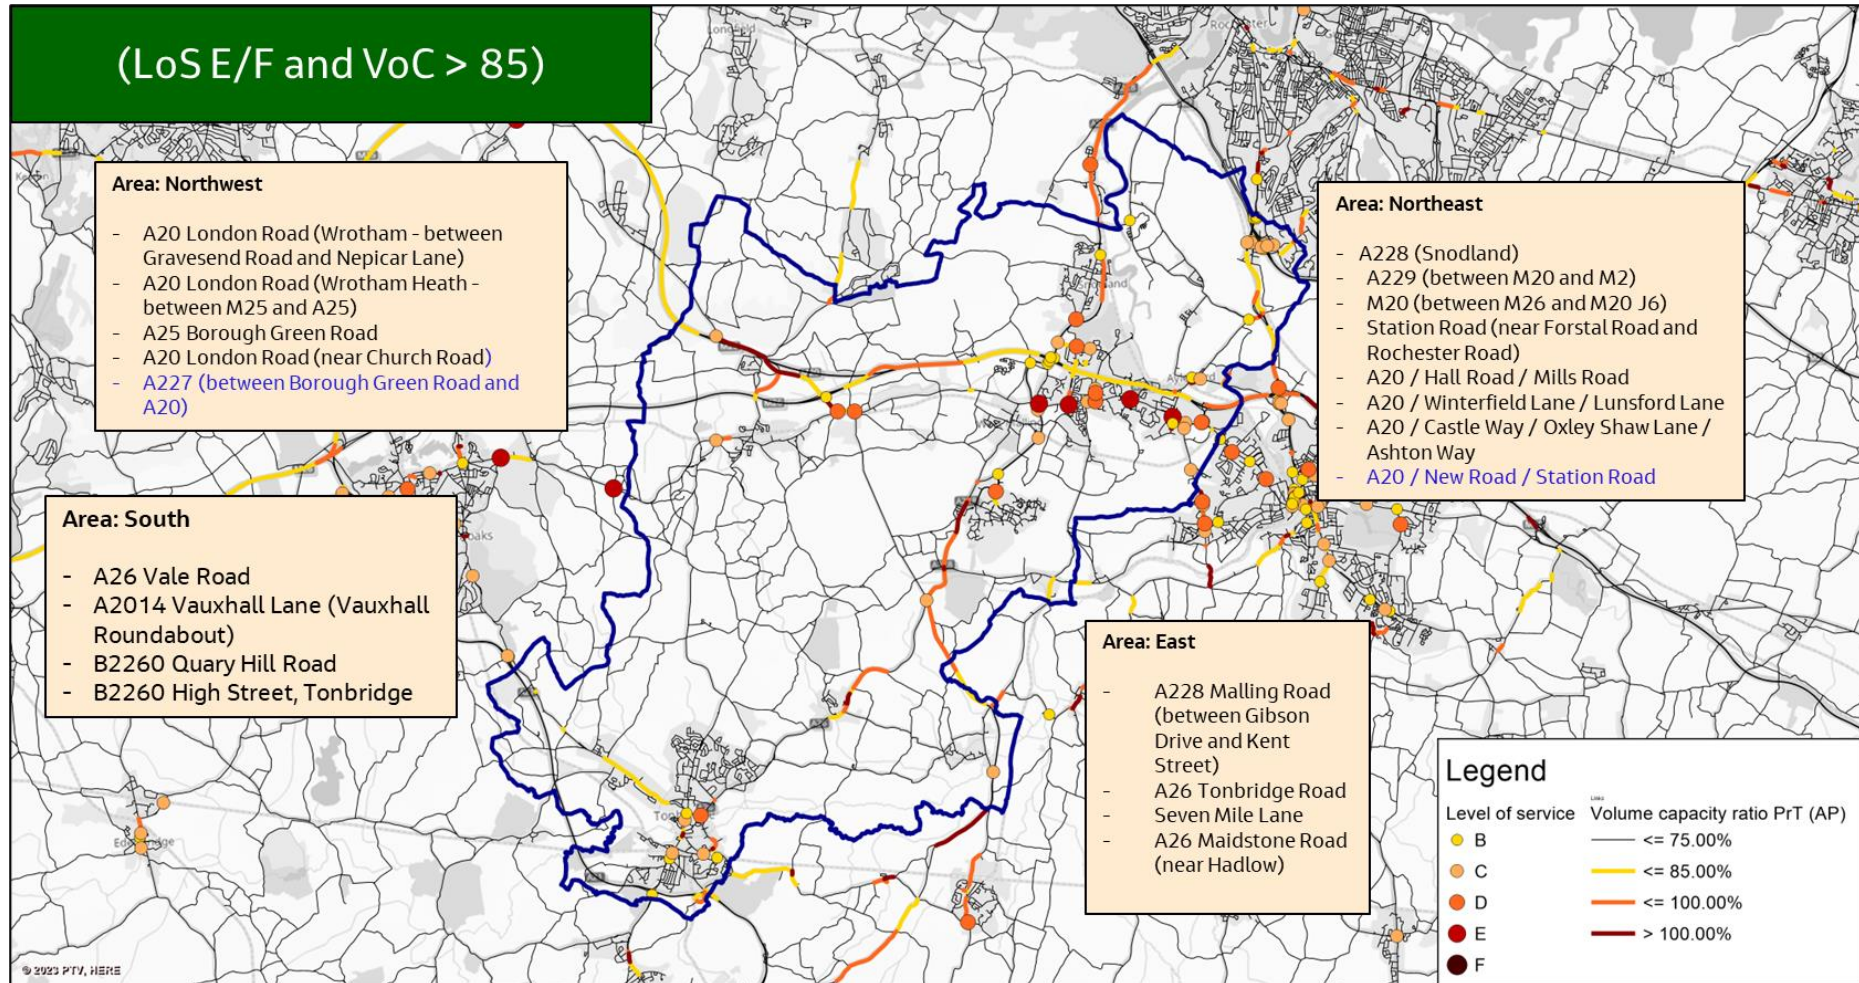 (LoS E/F and VoC > 85)
Area: Northwest
- A20 London Road (Wrotham - between
Gravesend Road and Nepicar Lane)
- A20 London Road (Wrotham Heath -
between M25 and A25)
- A25 Borough Green Road
- A20 London Road (near Church Road)
- A227 (between Borough Green Road and
A20)
Area: Northeast
- A228 (Snodland)
- A229 (between M20 and M2)
- M20 (between M26 and M20 J6)
- Station Road (near Forstal Road and
Rochester Road)
- A20 / Hall Road / Mills Road
- A20 / Winterfield Lane / Lunsford Lane
- A20 / Castle Way / Oxley Shaw Lane /
Ashton Way
- A20 / New Road / Station Road
Area: South
- A26 Vale Road
- A2014 Vauxhall Lane (Vauxhall
Roundabout)
- B2260 Quary Hill Road
- B2260 High Street, Tonbridge
Area: East
- A228 Malling Road
(between Gibson
Drive and Kent
Street)
- A26 Tonbridge Road
- Seven Mile Lane
- A26 Maidstone Road
(near Hadlow)
Legend
Links
Level of service
Volume capacity ratio PrT (AP)
B
<= 75.00%
C
<= 85.00%
D
<= 100.00%
E
> 100.00%
F
Longfield
© 2023 PTV, HERE